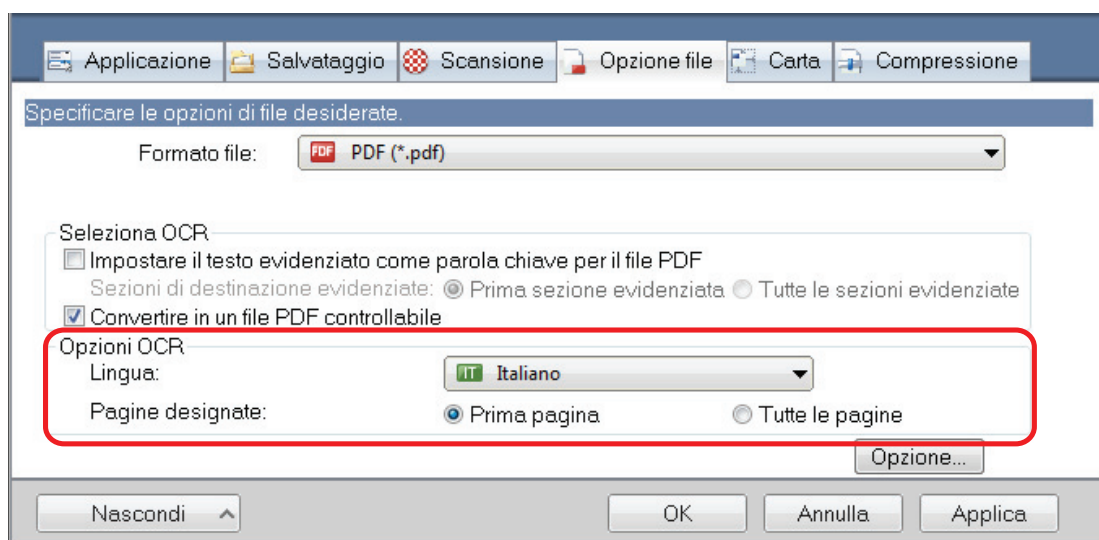 Applicazione Salvataggio Scansione Opzione file Carta Compressione
Specificare le opzioni di file desiderate.
Formato file: PDF PDF (*.pdf)
Seleziona OCR
Impostare il testo evidenziato come parola chiave per il file PDF
Sezioni di destinazione evidenziate: Prima sezione evidenziata Tutte le sezioni evidenziate
Convertire in un file PDF controllabile
Opzioni OCR
Lingua: IT Italiano
Pagine designate: Prima pagina Tutte le pagine
Opzione...
Nascondi OK Annulla Applica